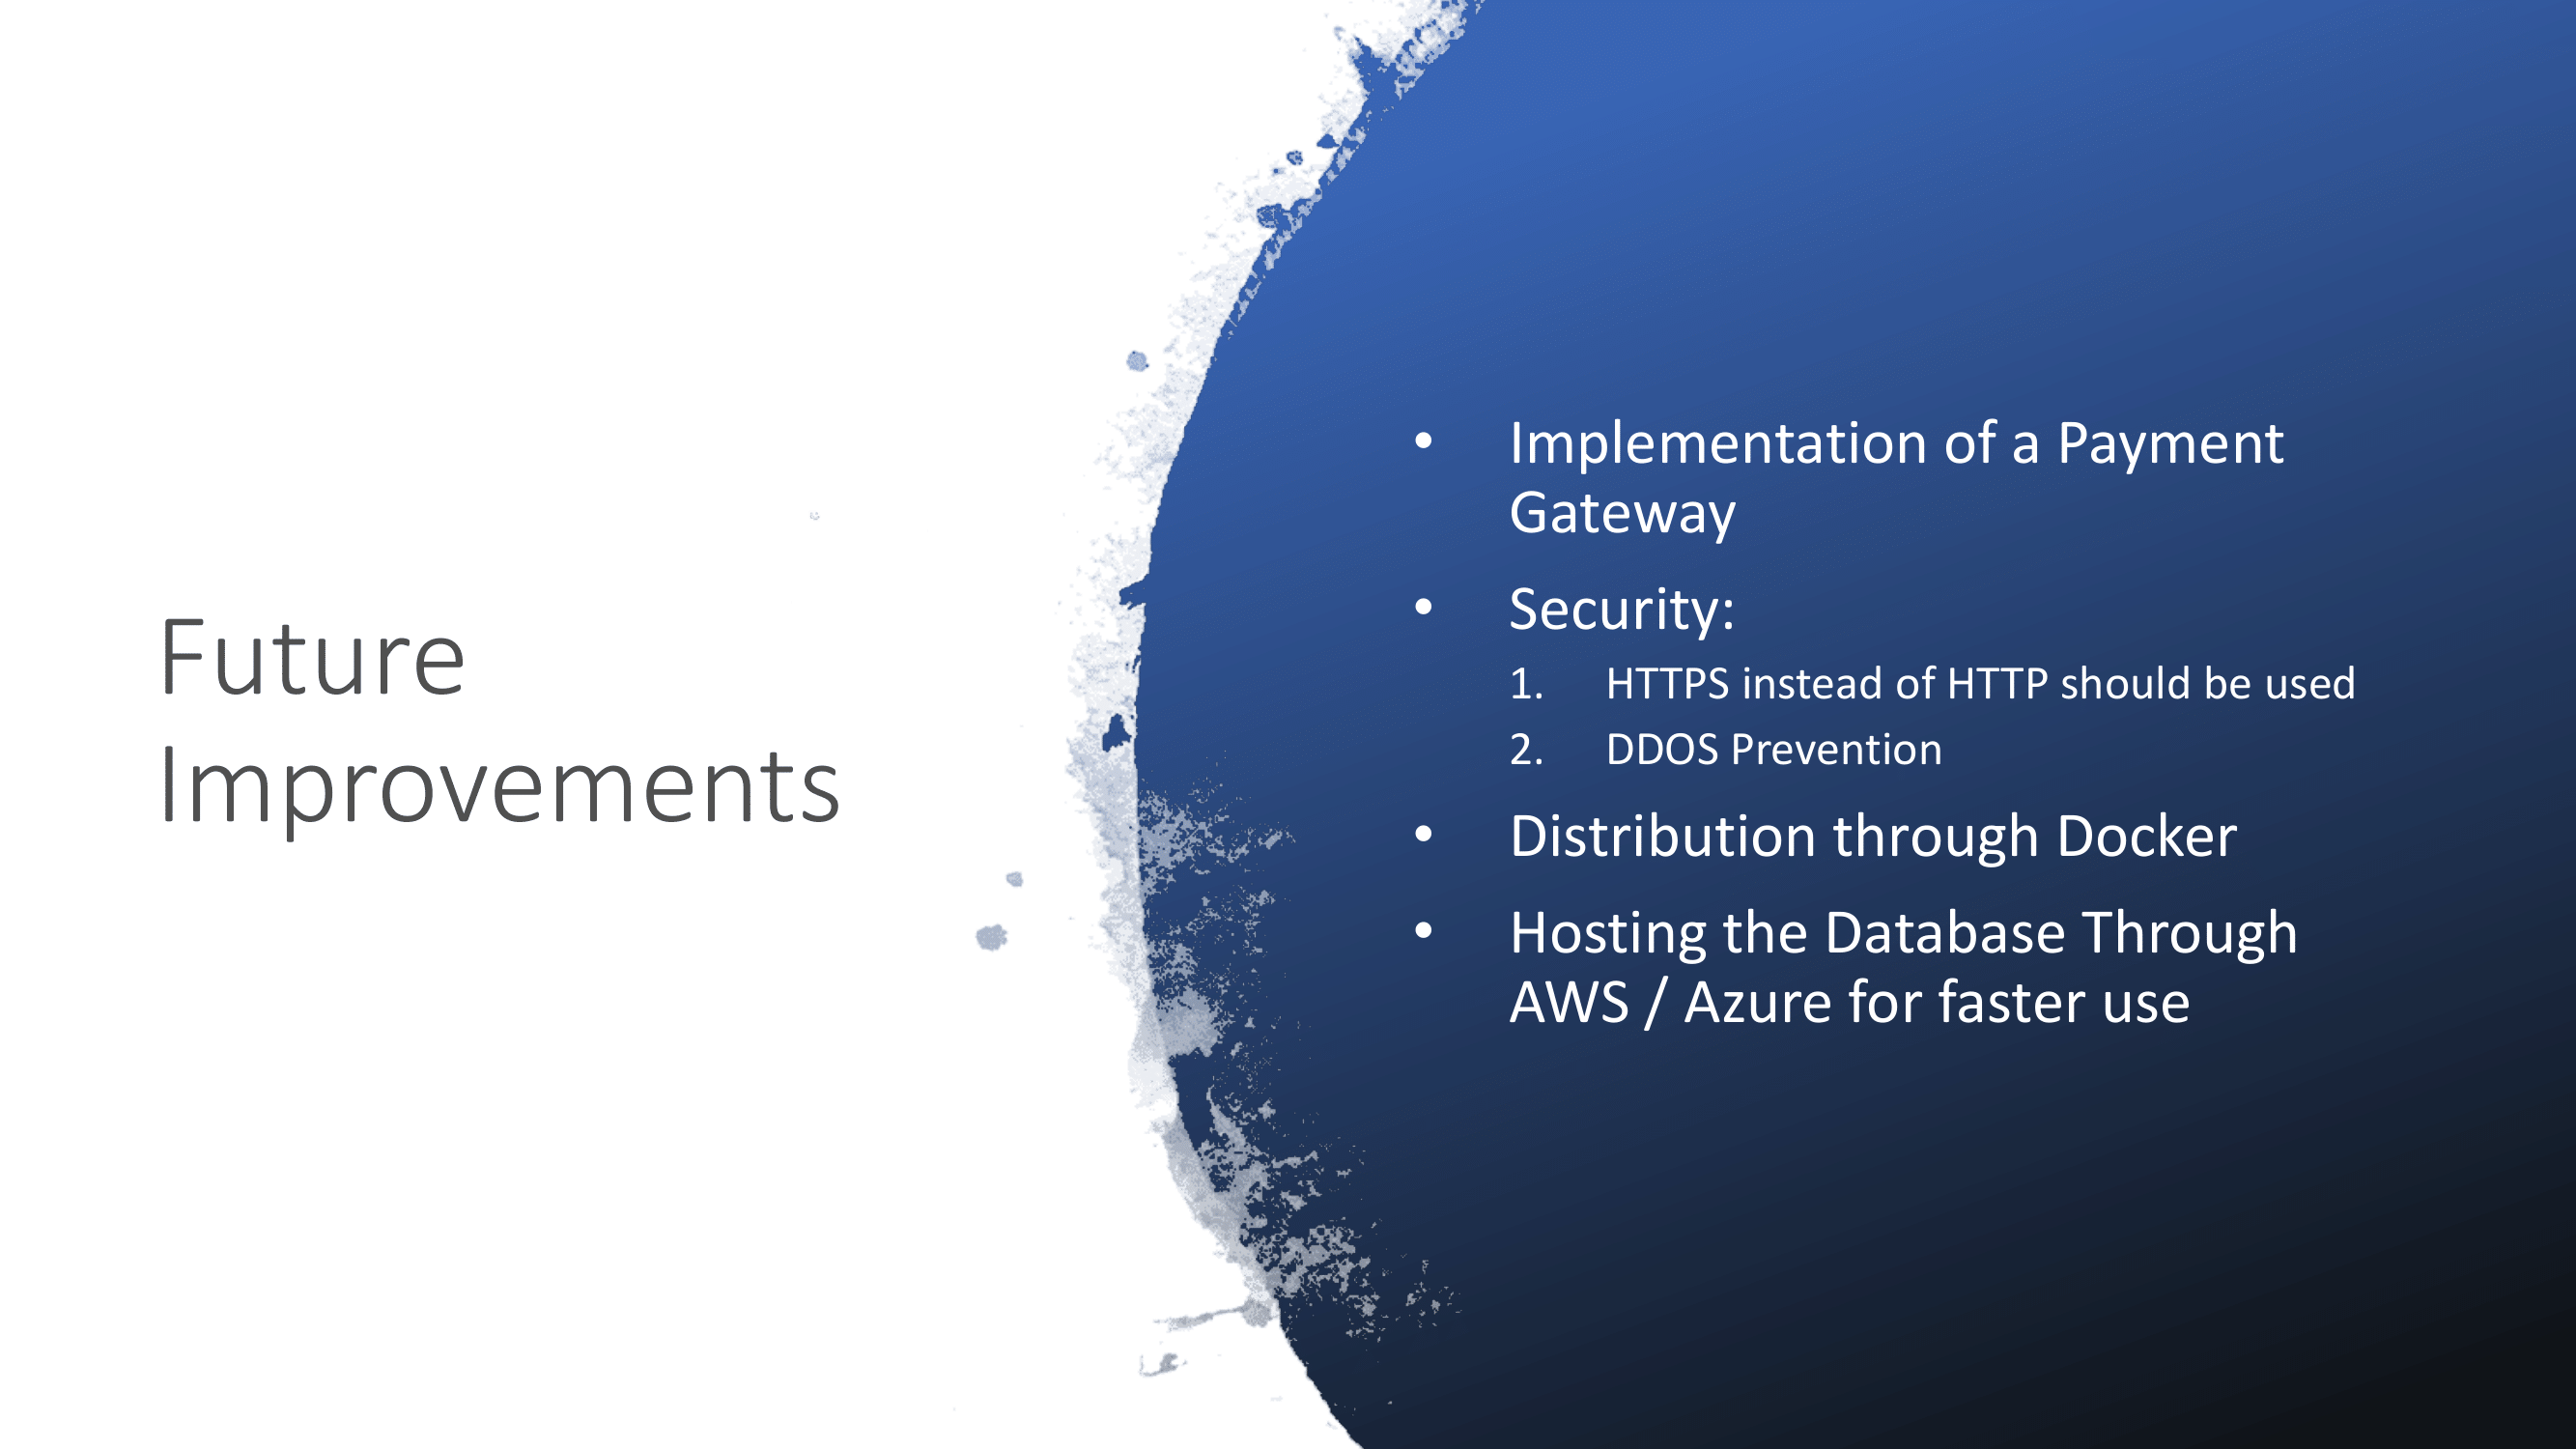 Future
Improvements
• Implementation of a Payment
Gateway
• Security:
1. HTTPS instead of HTTP should be used
2. DDOS Prevention
• Distribution through Docker
• Hosting the Database Through
AWS / Azure for faster use